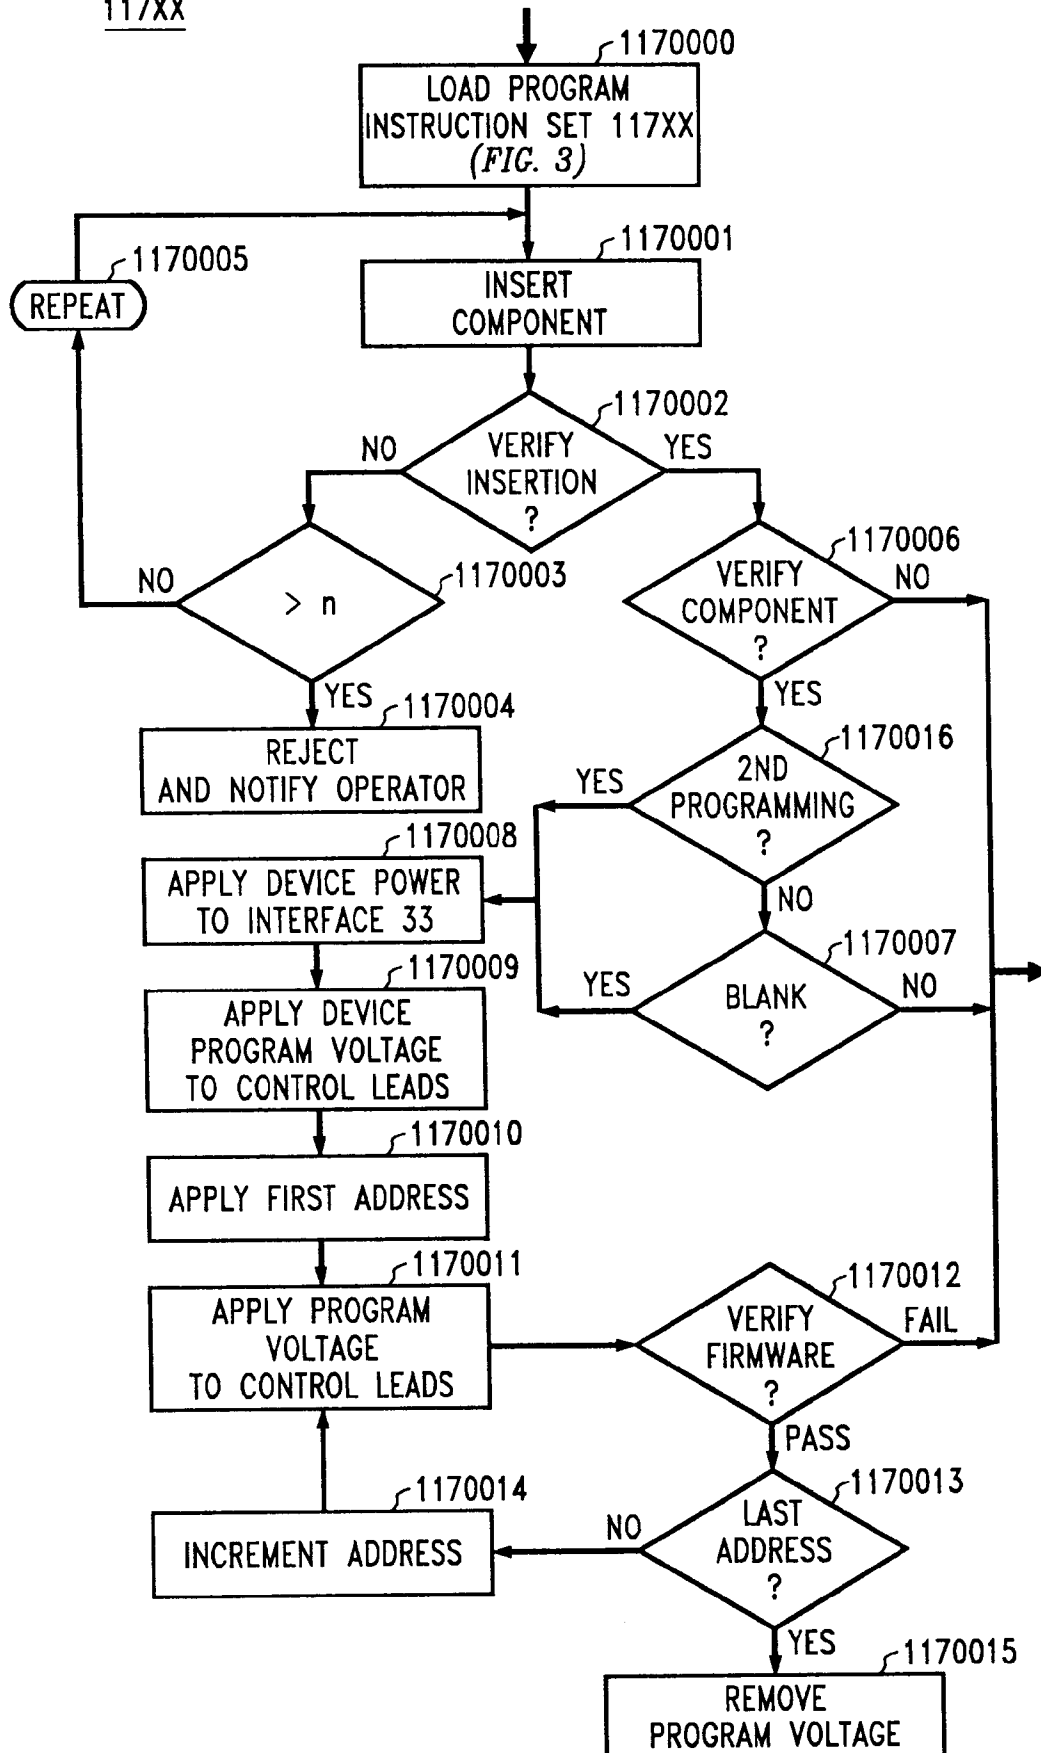 117XX
1170000
LOAD PROGRAM
INSTRUCTION SET 117XX
(FIG. 3)
1170005
REPEAT
1170001
INSERT
COMPONENT
1170002
NO
VERIFY
INSERTION
?
YES
1170003
NO
> n
YES
1170006
VERIFY
COMPONENT
?
NO
YES
1170004
REJECT
AND NOTIFY OPERATOR
1170016
2ND
PROGRAMMING
?
YES
NO
1170008
APPLY DEVICE POWER
TO INTERFACE 33
1170007
YES
BLANK
?
NO
1170009
APPLY DEVICE
PROGRAM VOLTAGE
TO CONTROL LEADS
1170010
APPLY FIRST ADDRESS
1170011
APPLY PROGRAM
VOLTAGE
TO CONTROL LEADS
1170012
VERIFY
FIRMWARE
?
FAIL
PASS
1170013
LAST
ADDRESS
?
NO
YES
1170014
INCREMENT ADDRESS
1170015
REMOVE
PROGRAM VOLTAGE